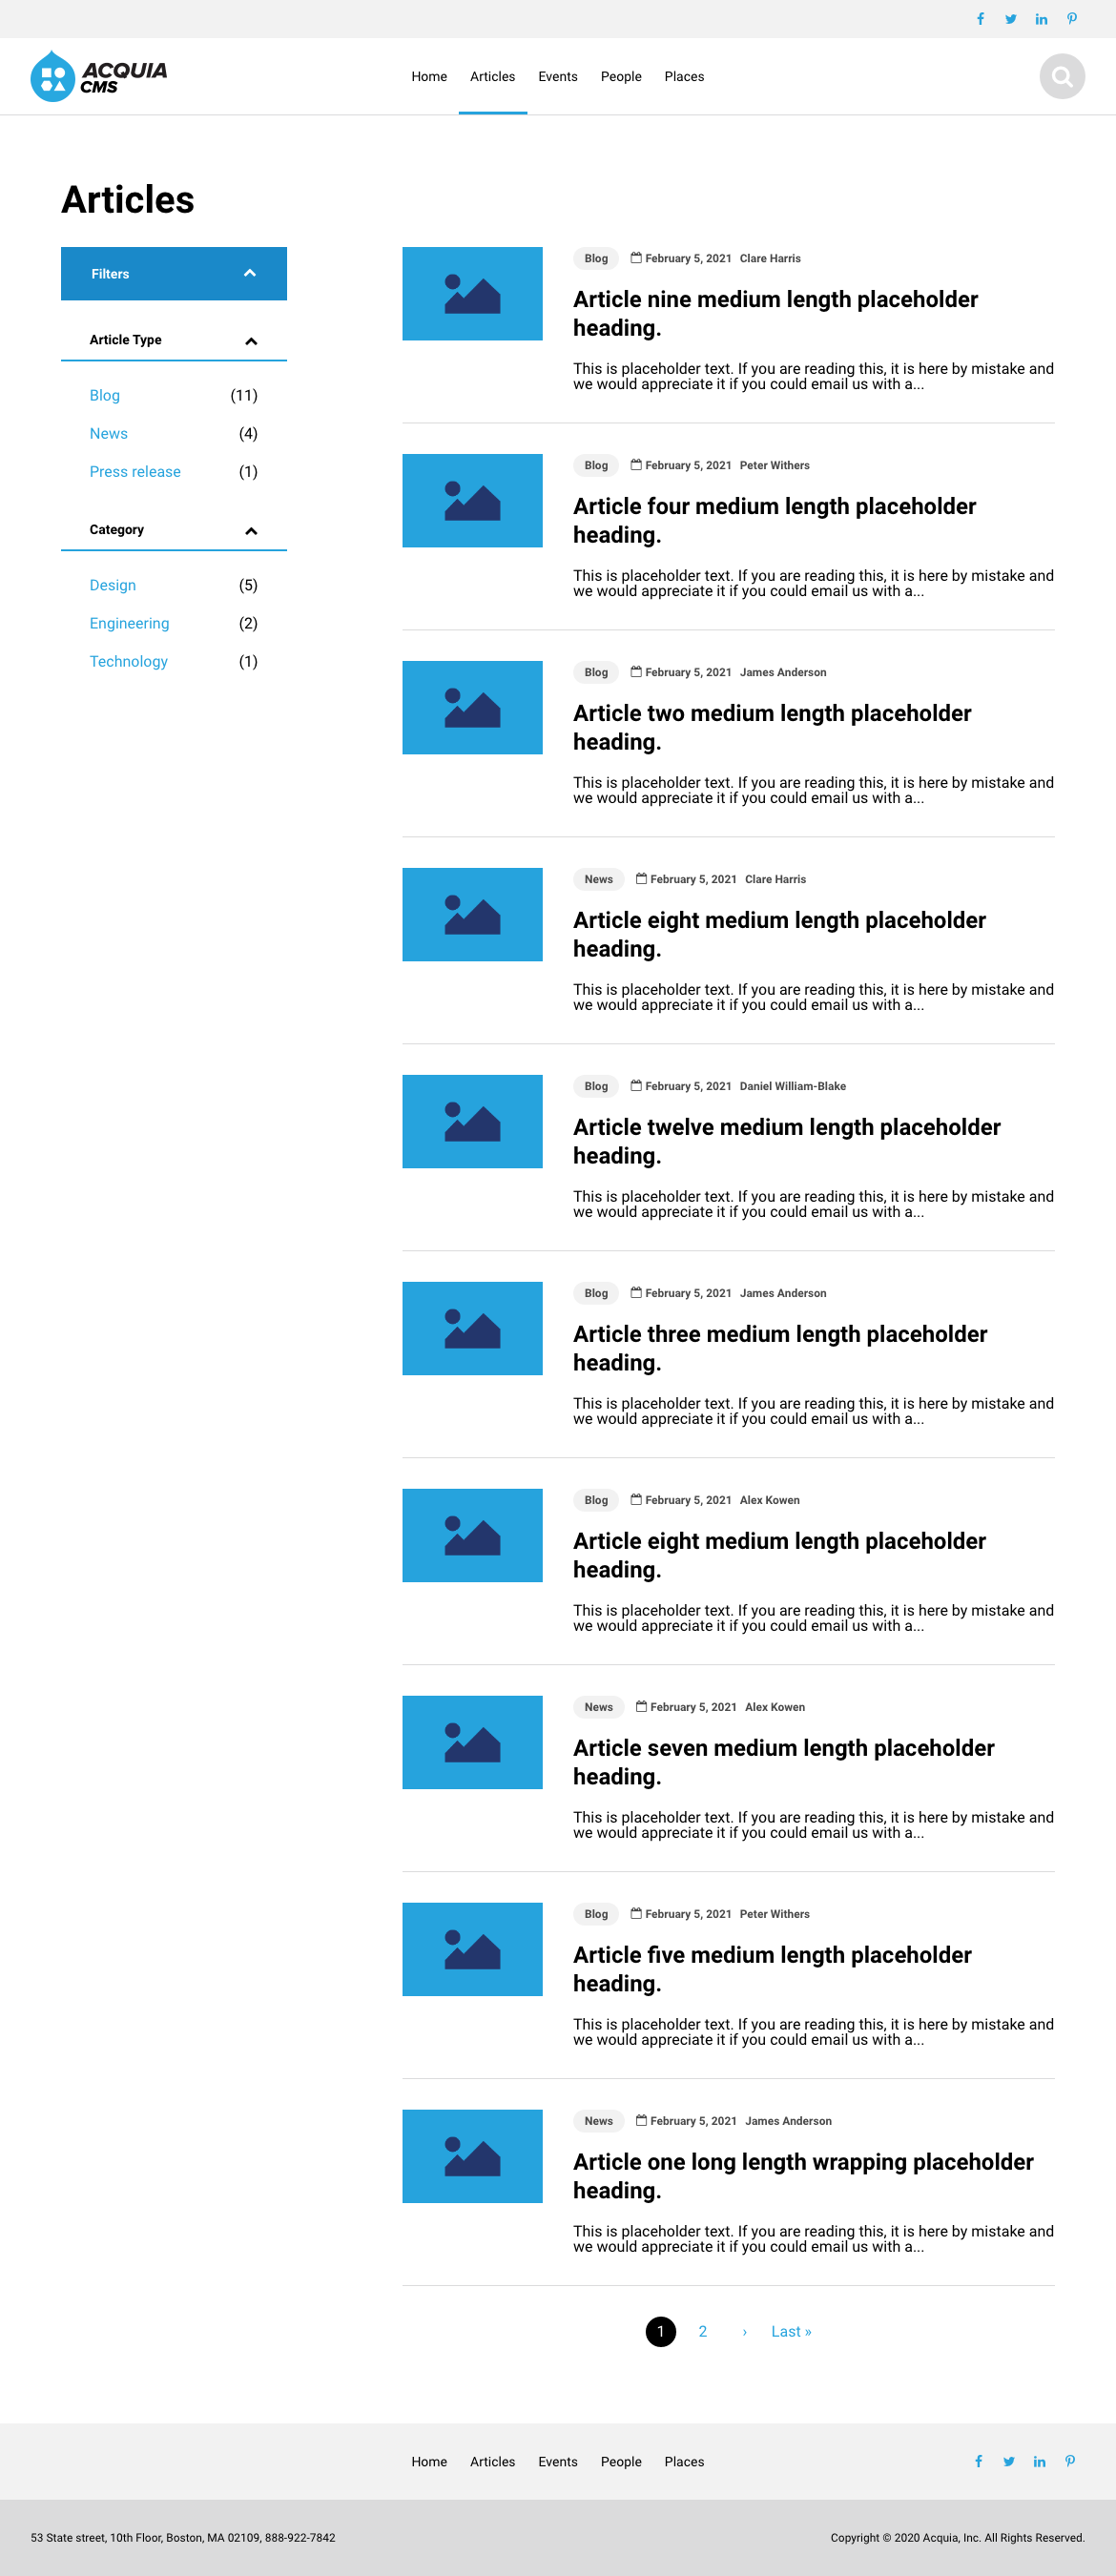 ACQUIA
CMS
Home Articles Events People Places
Articles
Filters
Article Type
Blog (11)
News (4)
Press release (1)
Category
Design (5)
Engineering (2)
Technology (1)
Blog February 5, 2021 Clare Harris
Article nine medium length placeholder
heading.
This is placeholder text. If you are reading this, it is here by mistake and
we would appreciate it if you could email us with a...
Blog February 5, 2021 Peter Withers
Article four medium length placeholder
heading.
This is placeholder text. If you are reading this, it is here by mistake and
we would appreciate it if you could email us with a...
Blog February 5, 2021 James Anderson
Article two medium length placeholder
heading.
This is placeholder text. If you are reading this, it is here by mistake and
we would appreciate it if you could email us with a...
News February 5, 2021 Clare Harris
Article eight medium length placeholder
heading.
This is placeholder text. If you are reading this, it is here by mistake and
we would appreciate it if you could email us with a...
Blog February 5, 2021 Daniel William-Blake
Article twelve medium length placeholder
heading.
This is placeholder text. If you are reading this, it is here by mistake and
we would appreciate it if you could email us with a...
Blog February 5, 2021 James Anderson
Article three medium length placeholder
heading.
This is placeholder text. If you are reading this, it is here by mistake and
we would appreciate it if you could email us with a...
Blog February 5, 2021 Alex Kowen
Article eight medium length placeholder
heading.
This is placeholder text. If you are reading this, it is here by mistake and
we would appreciate it if you could email us with a...
News February 5, 2021 Alex Kowen
Article seven medium length placeholder
heading.
This is placeholder text. If you are reading this, it is here by mistake and
we would appreciate it if you could email us with a...
Blog February 5, 2021 Peter Withers
Article five medium length placeholder
heading.
This is placeholder text. If you are reading this, it is here by mistake and
we would appreciate it if you could email us with a...
News February 5, 2021 James Anderson
Article one long length wrapping placeholder
heading.
This is placeholder text. If you are reading this, it is here by mistake and
we would appreciate it if you could email us with a...
1 2 › Last »
Home Articles Events People Places
53 State street, 10th Floor, Boston, MA 02109, 888-922-7842
Copyright © 2020 Acquia, Inc. All Rights Reserved.